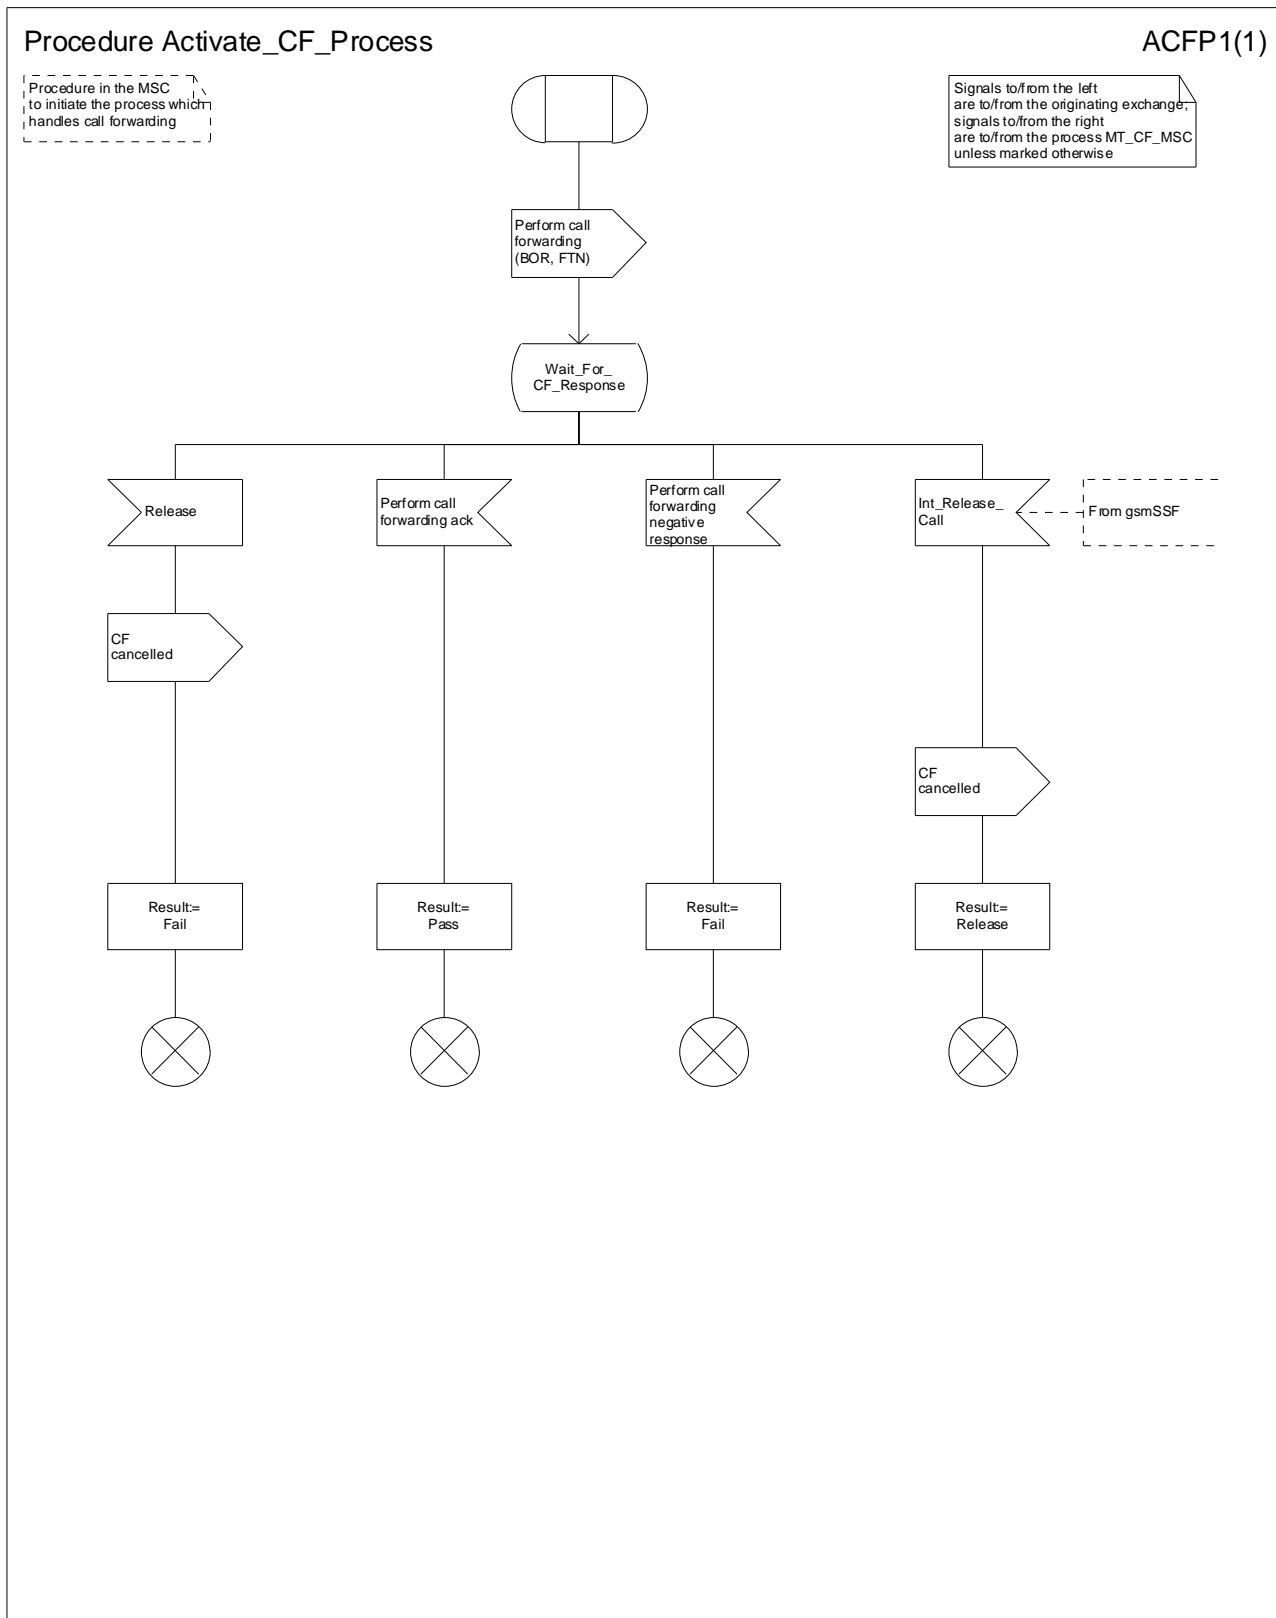 Procedure Activate_CF_Process
ACFP1(1)
Procedure in the MSC
to initiate the process which
handles call forwarding
Signals to/from the left
are to/from the originating exchange;
signals to/from the right
are to/from the process MT_CF_MSC
unless marked otherwise
Perform call
forwarding
(BOR, FTN)
Wait_For_
CF_Response
Release
Perform call
forwarding ack
Perform call
forwarding
negative
response
Int_Release_
Call
From gsmSSF
CF
cancelled
CF
cancelled
Result:=
Fail
Result:=
Pass
Result:=
Fail
Result:=
Release